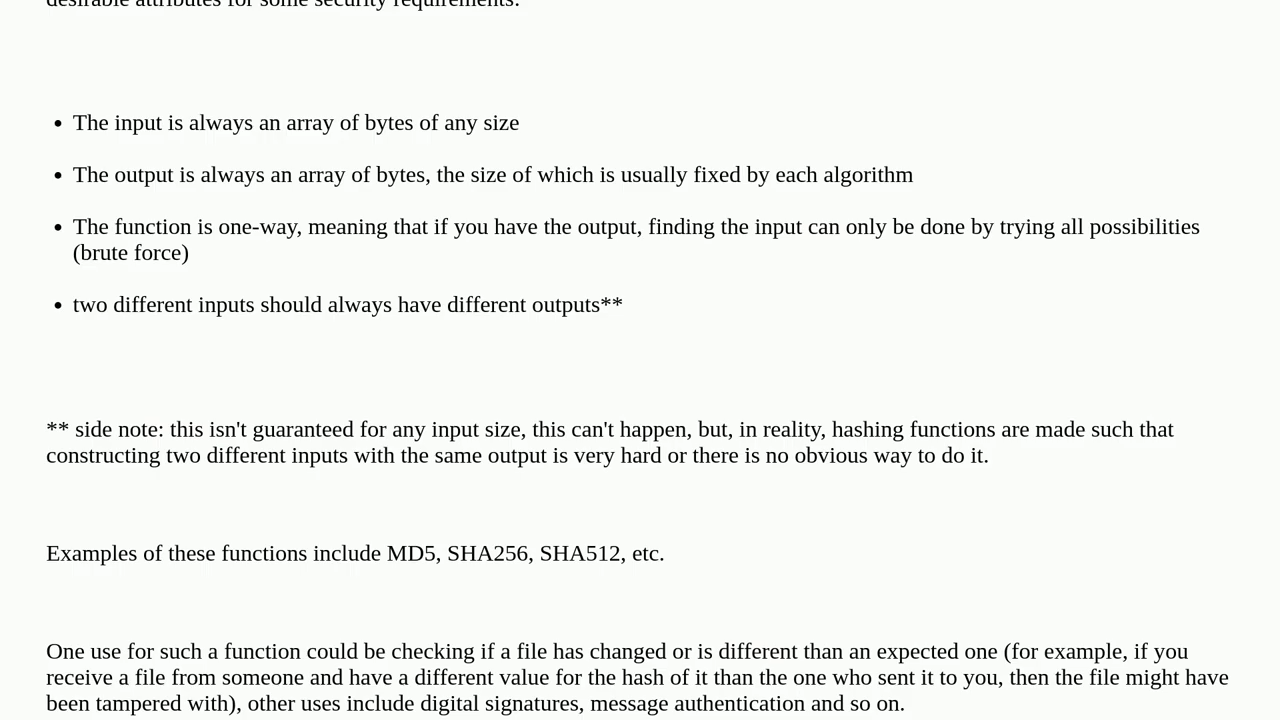 desirable attributes for some security requirements.
• The input is always an array of bytes of any size
• The output is always an array of bytes, the size of which is usually fixed by each algorithm
• The function is one-way, meaning that if you have the output, finding the input can only be done by trying all possibilities
(brute force)
• two different inputs should always have different outputs**
** side note: this isn't guaranteed for any input size, this can't happen, but, in reality, hashing functions are made such that
constructing two different inputs with the same output is very hard or there is no obvious way to do it.
Examples of these functions include MD5, SHA256, SHA512, etc.
One use for such a function could be checking if a file has changed or is different than an expected one (for example, if you
receive a file from someone and have a different value for the hash of it than the one who sent it to you, then the file might have
been tampered with), other uses include digital signatures, message authentication and so on.